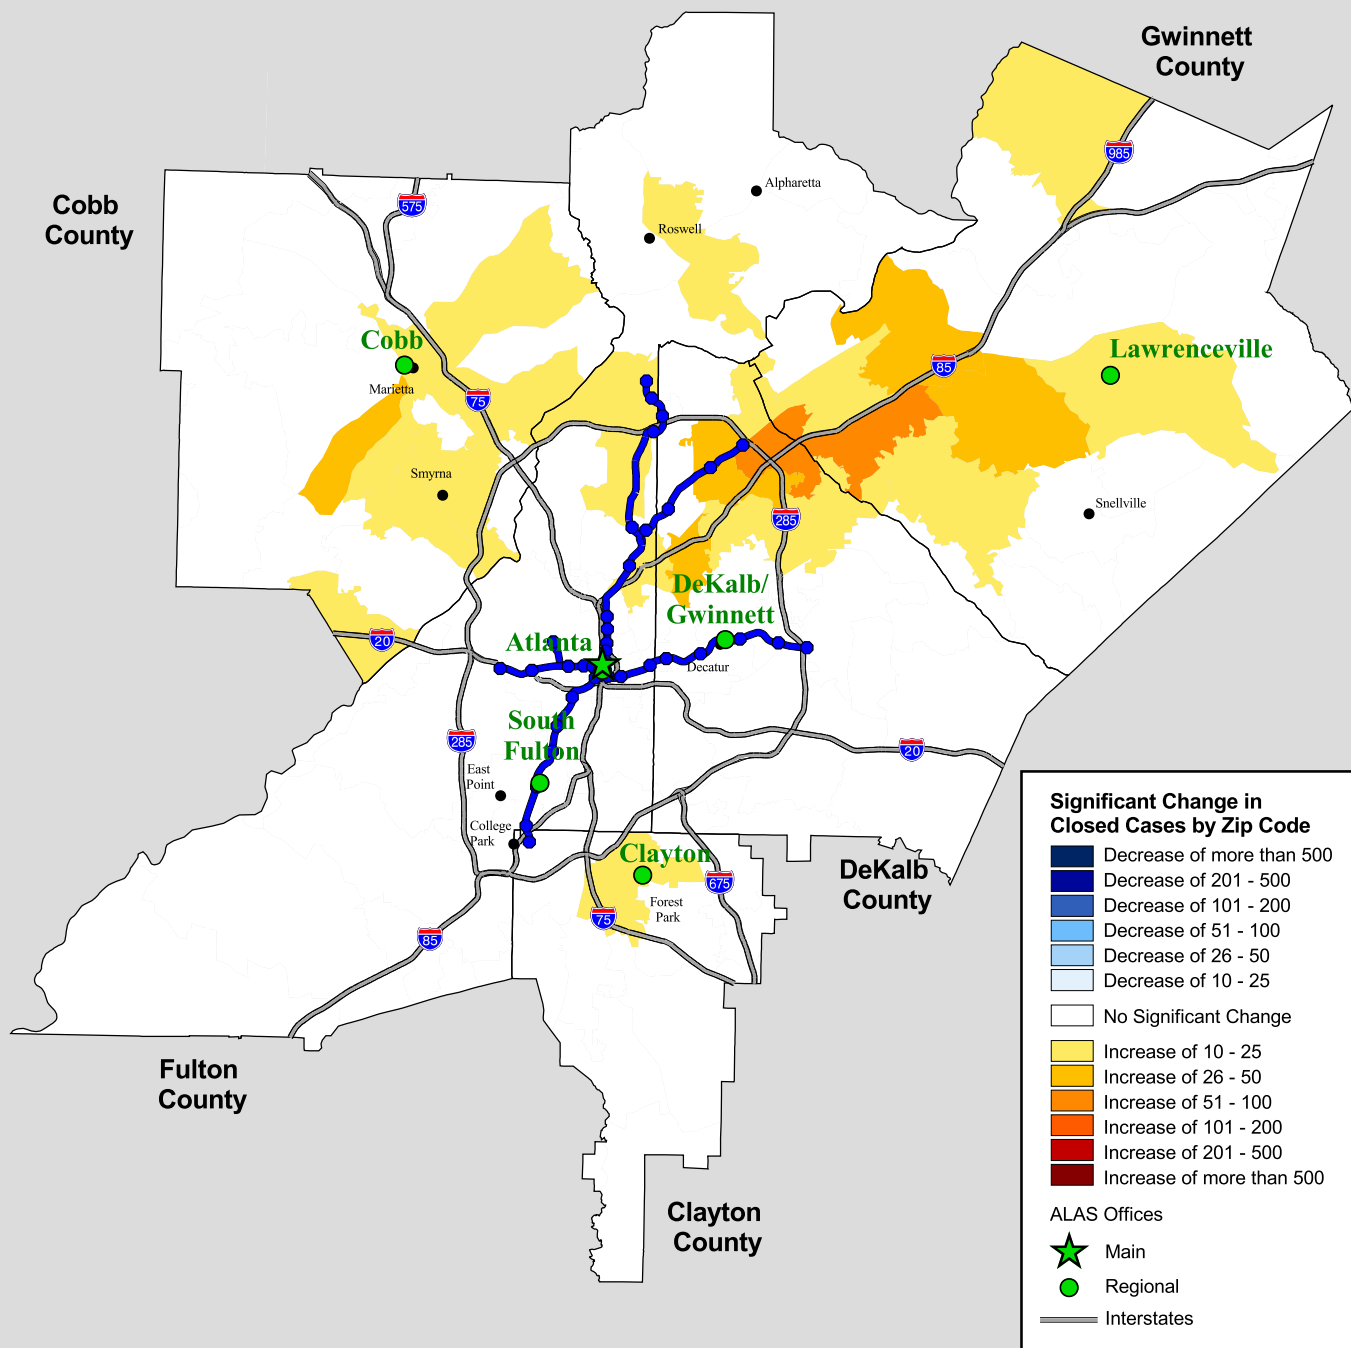 Gwinnett
County
985
Cobb
County
575
Alpharetta
Roswell
Cobb
Marietta
75
85
Lawrenceville
Smyrna
Snellville
285
DeKalb/
Gwinnett
20
Atlanta
Decatur
South
Fulton
285
20
East
Point
College
Park
Clayton
675
Forest
Park
75
85
DeKalb
County
Fulton
County
Clayton
County
Significant Change in
Closed Cases by Zip Code
Decrease of more than 500
Decrease of 201 - 500
Decrease of 101 - 200
Decrease of 51 - 100
Decrease of 26 - 50
Decrease of 10 - 25
No Significant Change
Increase of 10 - 25
Increase of 26 - 50
Increase of 51 - 100
Increase of 101 - 200
Increase of 201 - 500
Increase of more than 500
ALAS Offices
Main
Regional
Interstates